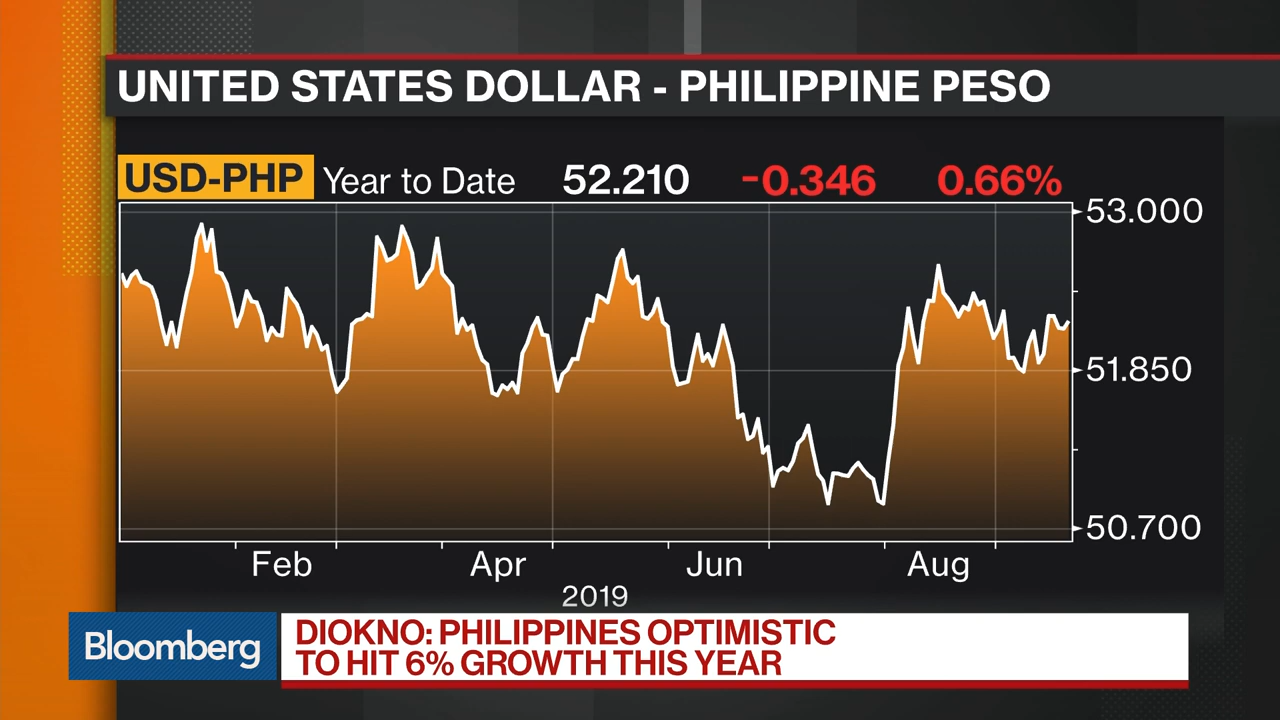 UNITED STATES DOLLAR - PHILIPPINE PESO
USD-PHP Year to Date 52.210 -0.346 0.66%
53.000
51.850
50.700
Feb Apr Jun Aug
2019
Bloomberg
DIOKNO: PHILIPPINES OPTIMISTIC
TO HIT 6% GROWTH THIS YEAR